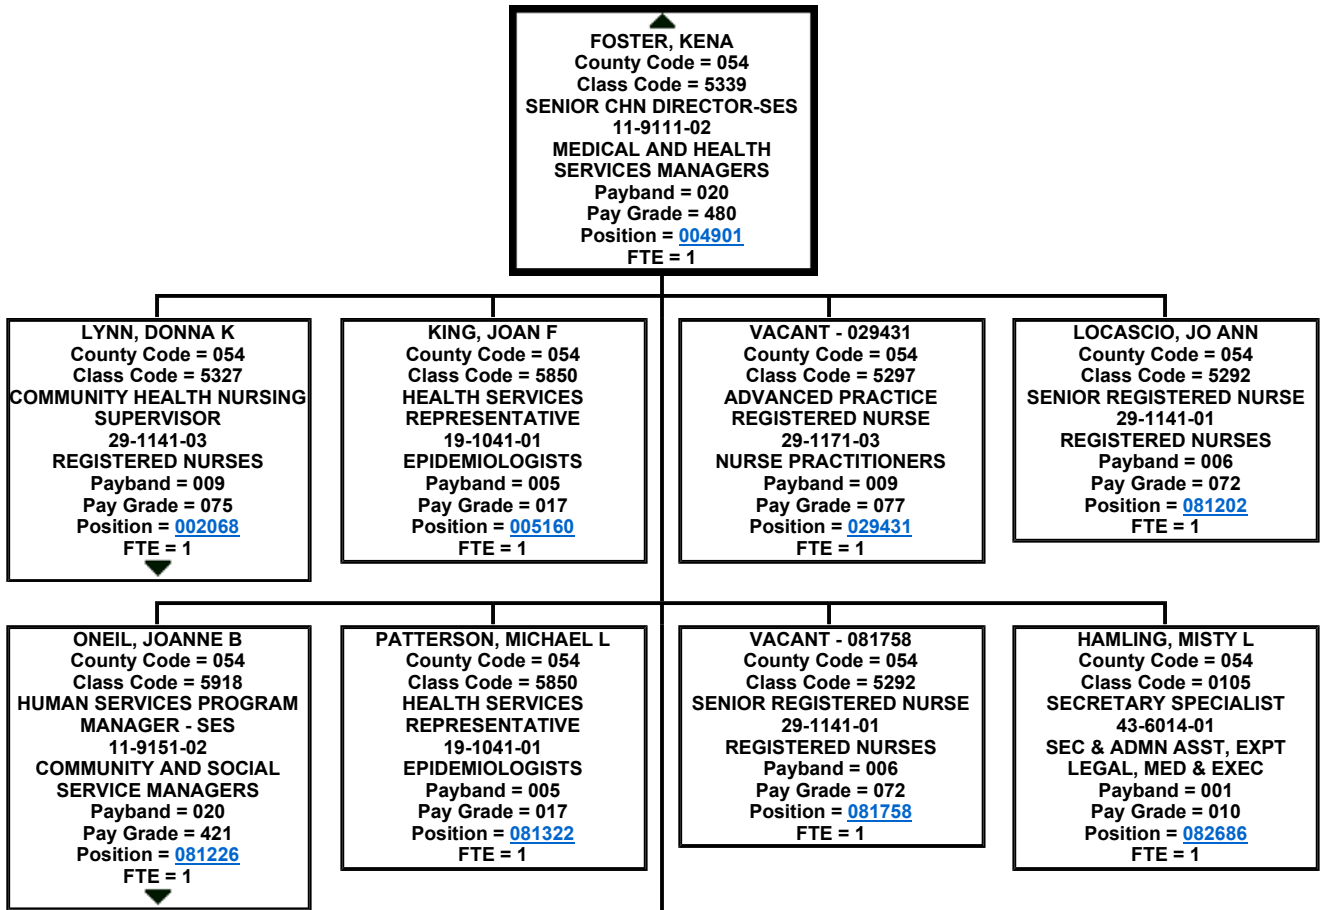 FOSTER, KENA
County Code = 054
Class Code = 5339
SENIOR CHN DIRECTOR-SES
11-9111-02
MEDICAL AND HEALTH
SERVICES MANAGERS
Payband = 020
Pay Grade = 480
Position = 004901
FTE = 1
LYNN, DONNA K
County Code = 054
Class Code = 5327
COMMUNITY HEALTH NURSING
SUPERVISOR
29-1141-03
REGISTERED NURSES
Payband = 009
Pay Grade = 075
Position = 002068
FTE = 1
KING, JOAN F
County Code = 054
Class Code = 5850
HEALTH SERVICES
REPRESENTATIVE
19-1041-01
EPIDEMIOLOGISTS
Payband = 005
Pay Grade = 017
Position = 005160
FTE = 1
VACANT - 029431
County Code = 054
Class Code = 5297
ADVANCED PRACTICE
REGISTERED NURSE
29-1171-03
NURSE PRACTITIONERS
Payband = 009
Pay Grade = 077
Position = 029431
FTE = 1
LOCASCIO, JO ANN
County Code = 054
Class Code = 5292
SENIOR REGISTERED NURSE
29-1141-01
REGISTERED NURSES
Payband = 006
Pay Grade = 072
Position = 081202
FTE = 1
ONEIL, JOANNE B
County Code = 054
Class Code = 5918
HUMAN SERVICES PROGRAM
MANAGER - SES
11-9151-02
COMMUNITY AND SOCIAL
SERVICE MANAGERS
Payband = 020
Pay Grade = 421
Position = 081226
FTE = 1
PATTERSON, MICHAEL L
County Code = 054
Class Code = 5850
HEALTH SERVICES
REPRESENTATIVE
19-1041-01
EPIDEMIOLOGISTS
Payband = 005
Pay Grade = 017
Position = 081322
FTE = 1
VACANT - 081758
County Code = 054
Class Code = 5292
SENIOR REGISTERED NURSE
29-1141-01
REGISTERED NURSES
Payband = 006
Pay Grade = 072
Position = 081758
FTE = 1
HAMLING, MISTY L
County Code = 054
Class Code = 0105
SECRETARY SPECIALIST
43-6014-01
SEC & ADMN ASST, EXPT
LEGAL, MED & EXEC
Payband = 001
Pay Grade = 010
Position = 082686
FTE = 1